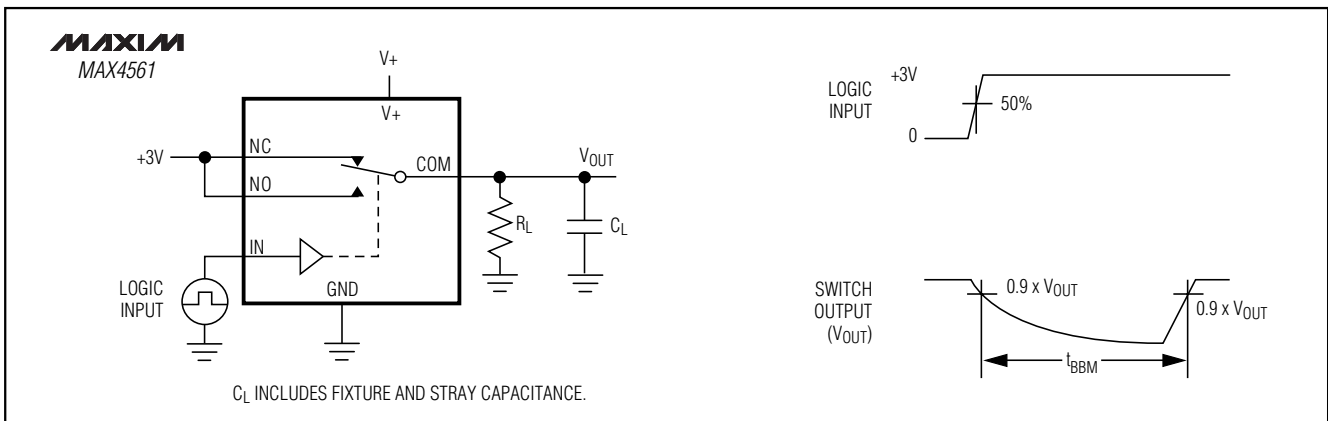 MAXIM
MAX4561
V+
V+
NC
+3V
COM
VOUT
NO
RL
CL
IN
LOGIC
INPUT
GND
CL INCLUDES FIXTURE AND STRAY CAPACITANCE.
+3V
LOGIC
INPUT
50%
0
SWITCH
OUTPUT
(VOUT)
0.9 x VOUT
0.9 x VOUT
tBBM